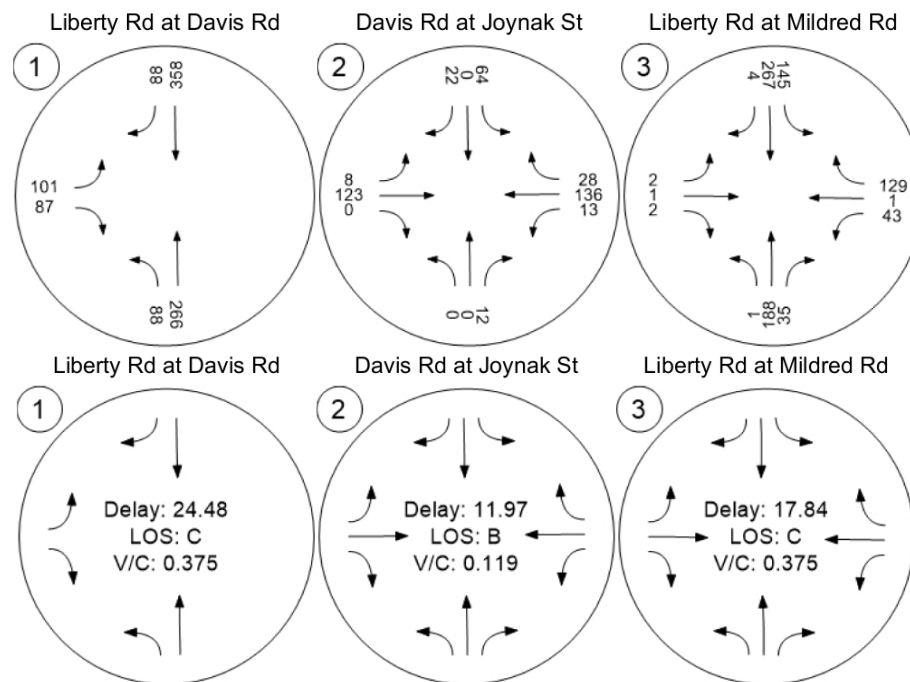 Liberty Rd at Davis Rd
1
88
101
87
88
266
Davis Rd at Joynak St
2
22
0
64
8
123
0
28
136
13
0
0
12
Liberty Rd at Mildred Rd
3
4
267
145
2
1
2
129
1
43
1
188
35
Liberty Rd at Davis Rd
1
Delay: 24.48
LOS: C
V/C: 0.375
Davis Rd at Joynak St
2
Delay: 11.97
LOS: B
V/C: 0.119
Liberty Rd at Mildred Rd
3
Delay: 17.84
LOS: C
V/C: 0.375